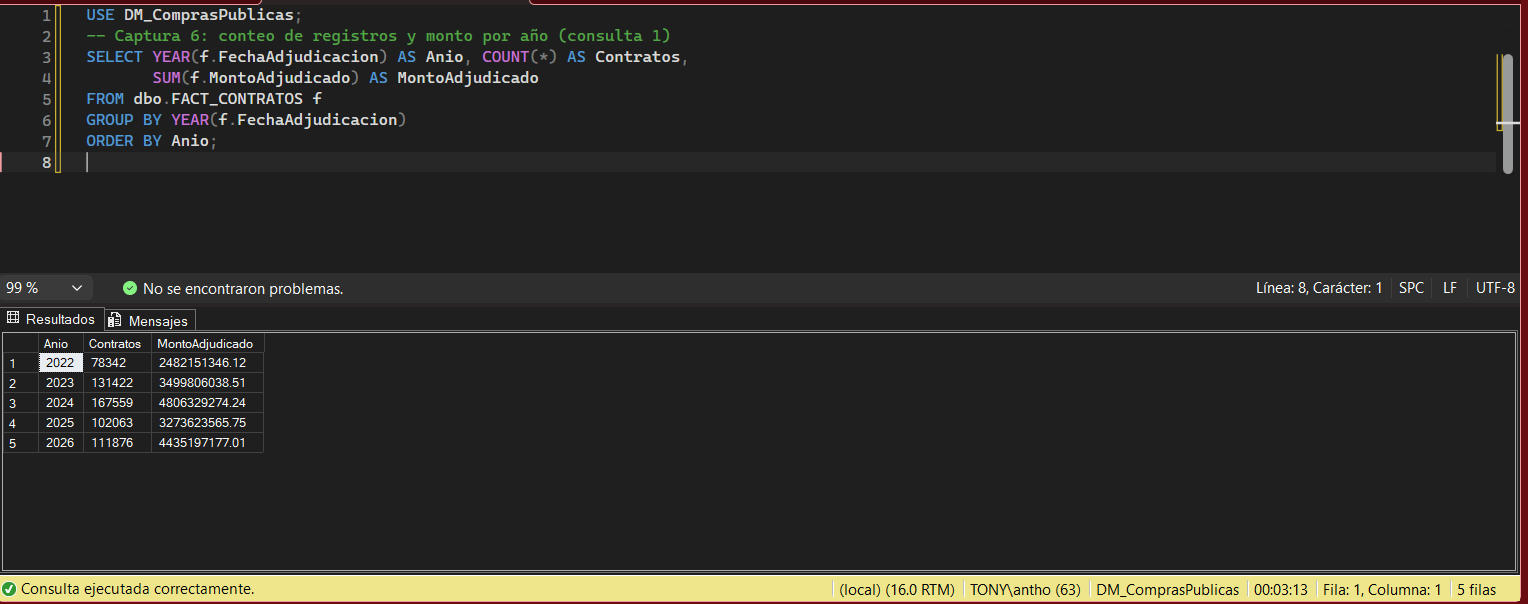 1 USE DM_ComprasPublicas;
2 -- Captura 6: conteo de registros y monto por año (consulta 1)
3 SELECT YEAR(f.FechaAdjudicacion) AS Anio, COUNT(*) AS Contratos,
4 SUM(f.MontoAdjudicado) AS MontoAdjudicado
5 FROM dbo.FACT_CONTRATOS f
6 GROUP BY YEAR(f.FechaAdjudicacion)
7 ORDER BY Anio;
8
99 % No se encontraron problemas. Línea: 8, Carácter: 1 SPC LF UTF-8
Resultados Mensajes
Anio Contratos MontoAdjudicado
1 2022 78342 2482151346.12
2 2023 131422 3499806038.51
3 2024 167559 4806329274.24
4 2025 102063 3273623565.75
5 2026 111876 4435197177.01
Consulta ejecutada correctamente. (local) (16.0 RTM) TONY\antho (63) DM_ComprasPublicas 00:03:13 Fila: 1, Columna: 1 5 filas